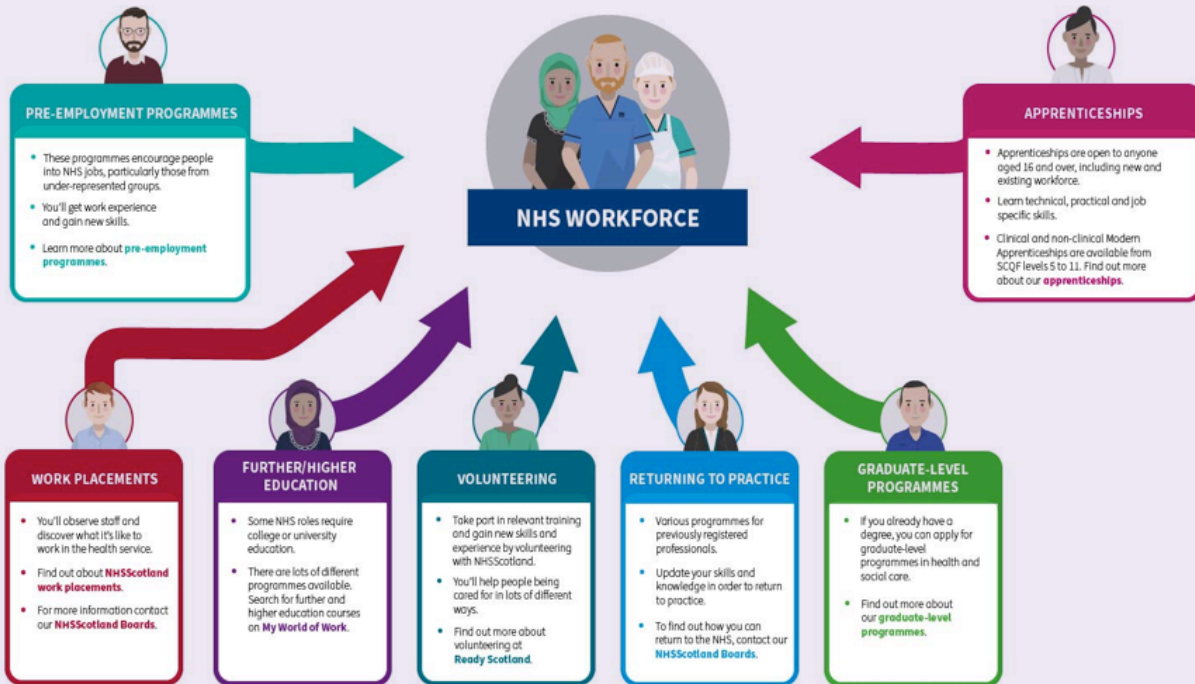 PRE-EMPLOYMENT PROGRAMMES
• These programmes encourage people
into NHS jobs, particularly those from
under-represented groups.
• You'll get work experience
and gain new skills.
• Learn more about pre-employment
programmes.
NHS WORKFORCE
APPRENTICESHIPS
• Apprenticeships are open to anyone
aged 16 and over, including new and
existing workforce.
• Learn technical, practical and job
specific skills.
• Clinical and non-clinical Modern
Apprenticeships are available from
SCQF levels 5 to 11. Find out more
about our apprenticeships.
WORK PLACEMENTS
• You'll observe staff and
discover what it's like to
work in the health service.
• Find out about NHSScotland
work placements.
• For more information contact
our NHSScotland Boards.
FURTHER/HIGHER
EDUCATION
• Some NHS roles require
college or university
education.
• There are lots of different
programmes available.
Search for further and
higher education courses
on My World of Work.
VOLUNTEERING
• Take part in relevant training
and gain new skills and
experience by volunteering
with NHSScotland.
• You'll help people being
cared for in lots of different
ways.
• Find out more about
volunteering at
Ready Scotland.
RETURNING TO PRACTICE
• Various programmes for
previously registered
professionals.
• Update your skills and
knowledge in order to return
to practice.
• To find out how you can
return to the NHS, contact our
NHSScotland Boards.
GRADUATE-LEVEL
PROGRAMMES
• If you already have a
degree, you can apply for
graduate-level
programmes in health and
social care.
• Find out more about
our graduate-level
programmes.